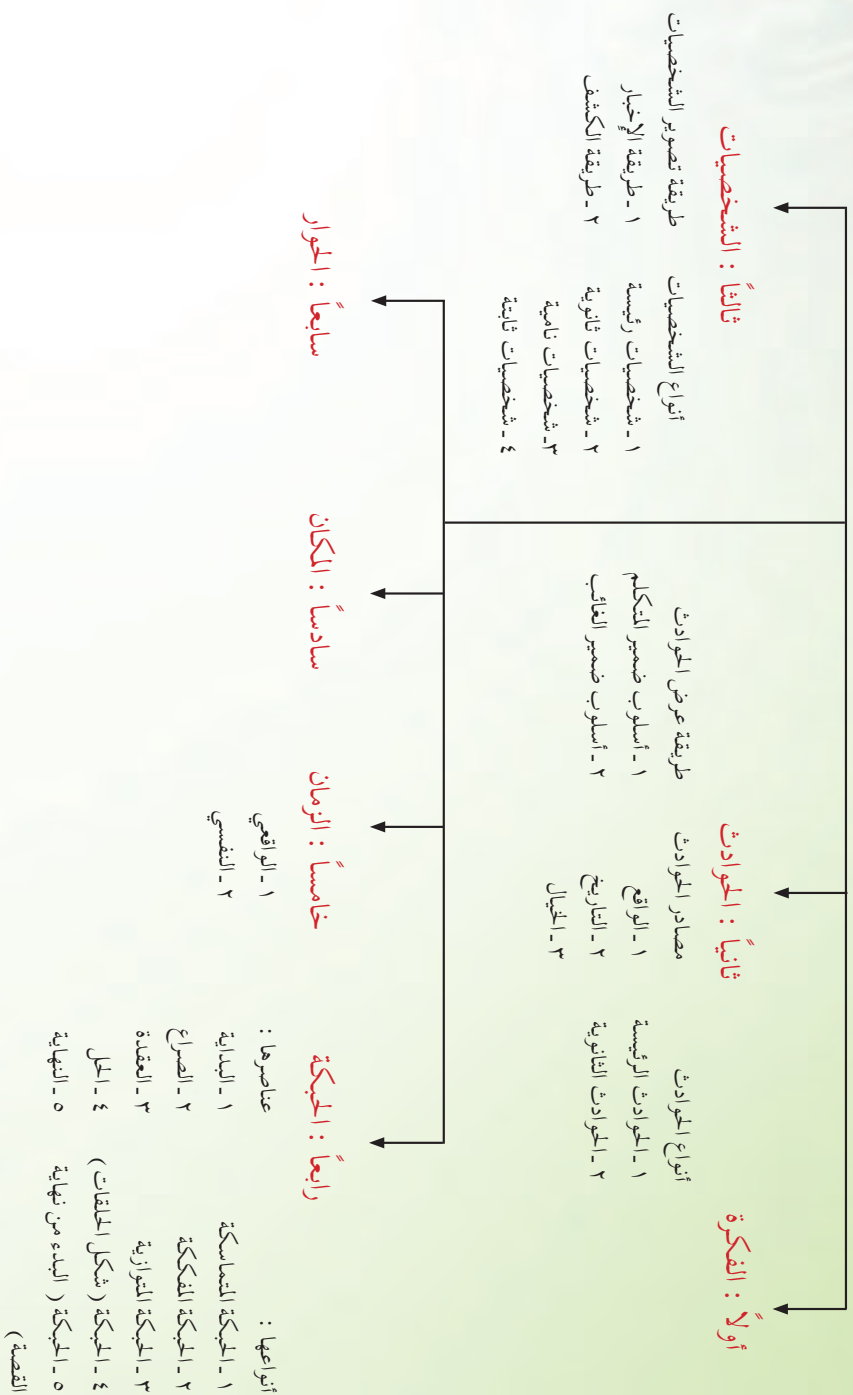 أولاً : الفكرة
ثانياً : الحوادث
أنواع الحوادث
١ ـ الحوادث الرئيسة
٢ ـ الحوادث الثانوية
مصادر الحوادث
١ ـ الواقع
٢ ـ التاريخ
٣ ـ الخيال
طريقة عرض الحوادث
١ ـ أسلوب ضمير المتكلم
٢ ـ أسلوب ضمير الغائب
ثالثاً : الشخصيات
أنواع الشخصيات
١ ـ شخصيات رئيسة
٢ ـ شخصيات ثانوية
٣ـ شخصيات نامية
٤ ـ شخصيات ثابتة
طريقة تصوير الشخصيات
١ ـ طريقة الإخبار
٢ ـ طريقة الكشف
رابعاً : الحبكة
أنواعها :
١ ـ الحبكة المتماسكة
٢ ـ الحبكة المفككة
٣ ـ الحبكة المتوازية
٤ ـ الحبكة ( شكل الحلقات )
٥ ـ الحبكة ( البدء من نهاية
القصة )
عناصرها :
١ ـ البداية
٢ ـ الصراع
٣ ـ العقدة
٤ ـ الحل
٥ ـ النهاية
خامساً : الزمان
١ ـ الواقعي
٢ ـ النفسي
سادساً : المكان
سابعاً : الحوار